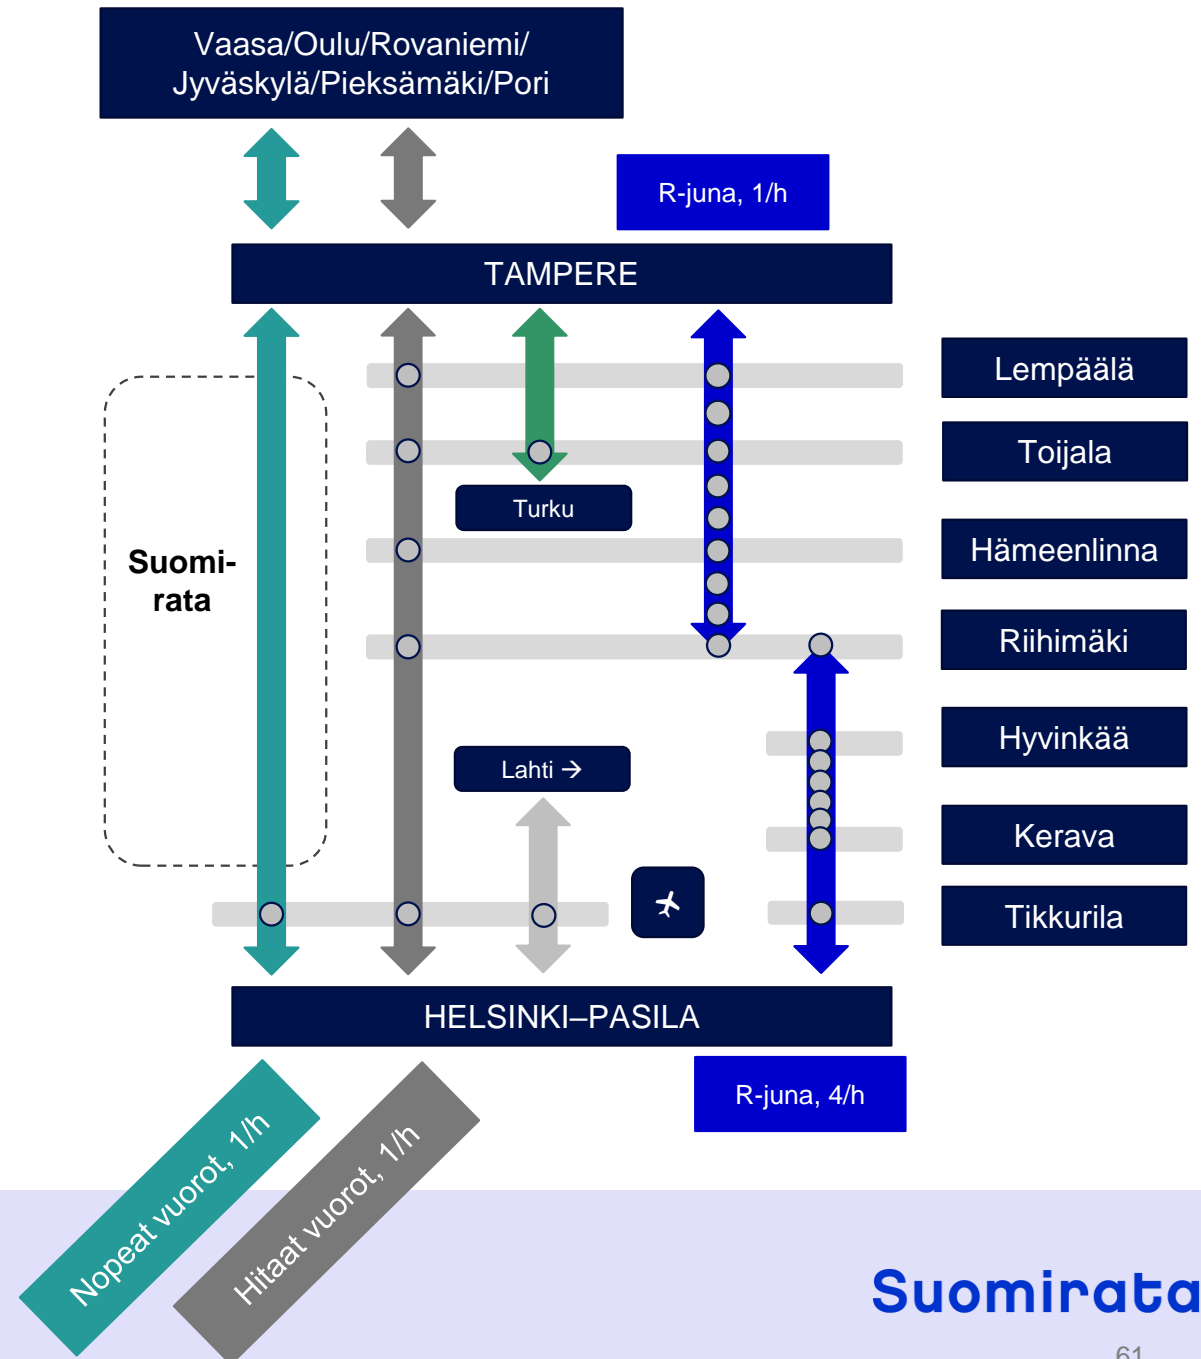 Vaasa/Oulu/Rovaniemi/
Jyväskylä/Pieksämäki/Pori
R-juna, 1/h
TAMPERE
Lempäälä
Toijala
Turku
Hämeenlinna
Suomi-
rata
Riihimäki
Hyvinkää
Lahti →
Kerava
Tikkurila
HELSINKI–PASILA
R-juna, 4/h
Nopeat vuorot, 1/h
Hitaat vuorot, 1/h
Suomirata
61